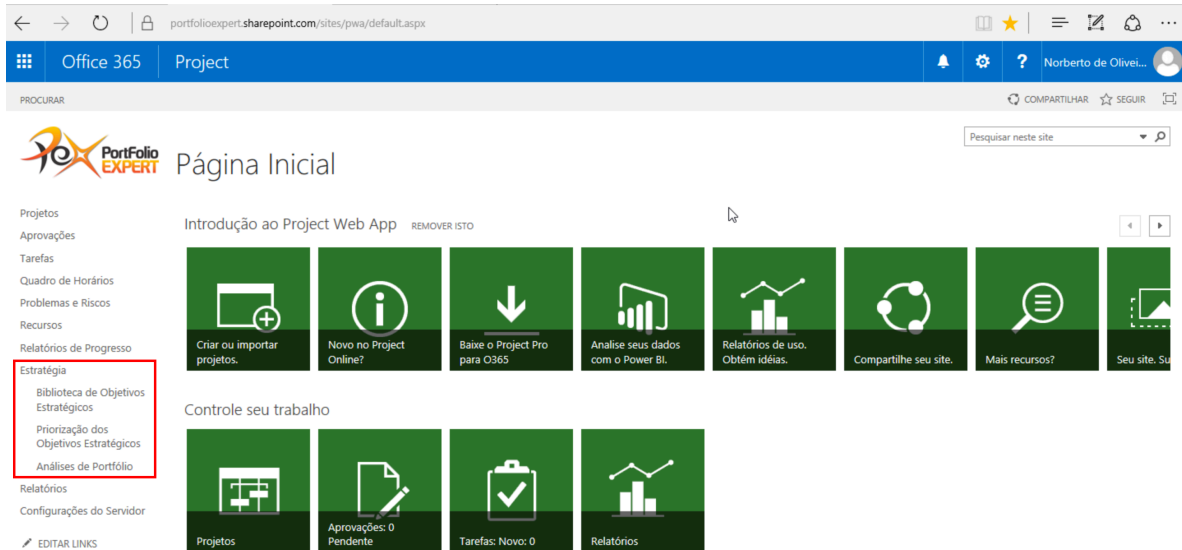 portfolioexpert.sharepoint.com/sites/pwa/default.aspx
Office 365
Project
?
Norberto de Olivei...
PROCURAR
COMPARTILHAR
SEGUIR
PortFolio
EXPERT
Página Inicial
Pesquisar neste site
Projetos
Aprovações
Tarefas
Quadro de Horários
Problemas e Riscos
Recursos
Relatórios de Progresso
Estratégia
Biblioteca de Objetivos
Estratégicos
Priorização dos
Objetivos Estratégicos
Análises de Portfólio
Relatórios
Configurações do Servidor
EDITAR LINKS
Introdução ao Project Web App REMOVER ISTO
Criar ou importar
projetos.
Novo no Project
Online?
Baixe o Project Pro
para O365
Analise seus dados
com o Power BI.
Relatórios de uso.
Obtém idéias.
Compartilhe seu site.
Mais recursos?
Seu site. Su
Controle seu trabalho
Projetos
Aprovações: 0
Pendente
Tarefas: Novo: 0
Relatórios